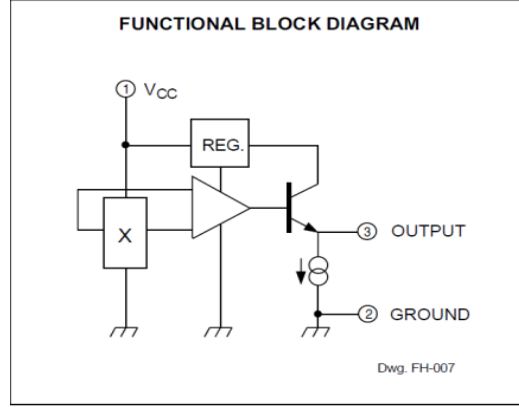 FUNCTIONAL BLOCK DIAGRAM
1 VCC
REG.
X
3 OUTPUT
2 GROUND
Dwg. FH-007